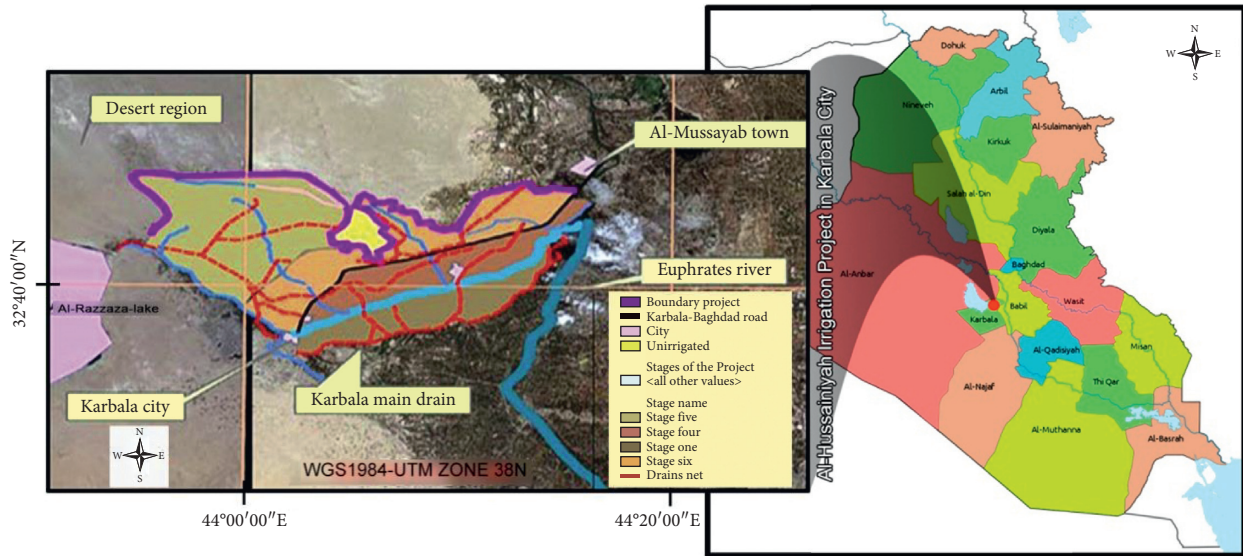 Desert region
Al-Mussayab town
32°40'00"N
Al-Razzaza-lake
Euphrates river
Boundary project
Karbala-Baghdad road
City
Unirrigated
Stages of the Project
<all other values>
Stage name
Stage five
Stage four
Stage one
Stage six
Drains net
Karbala city
Karbala main drain
N
W E
S
WGS1984-UTM ZONE 38N
44°00'00"E
44°20'00"E
Al-Hussainiyah Irrigation Project in Karbala City
N
W E
S
Dohuk
Nineveh
Arbil
Al-Sulaimaniyah
Kirkuk
Salah al-Din
Diyala
Al-Anbar
Baghdad
Karbala
Babil
Wasit
Al-Qadisiyah
Misan
Al-Najaf
Thi Qar
Al-Muthanna
Al-Basrah